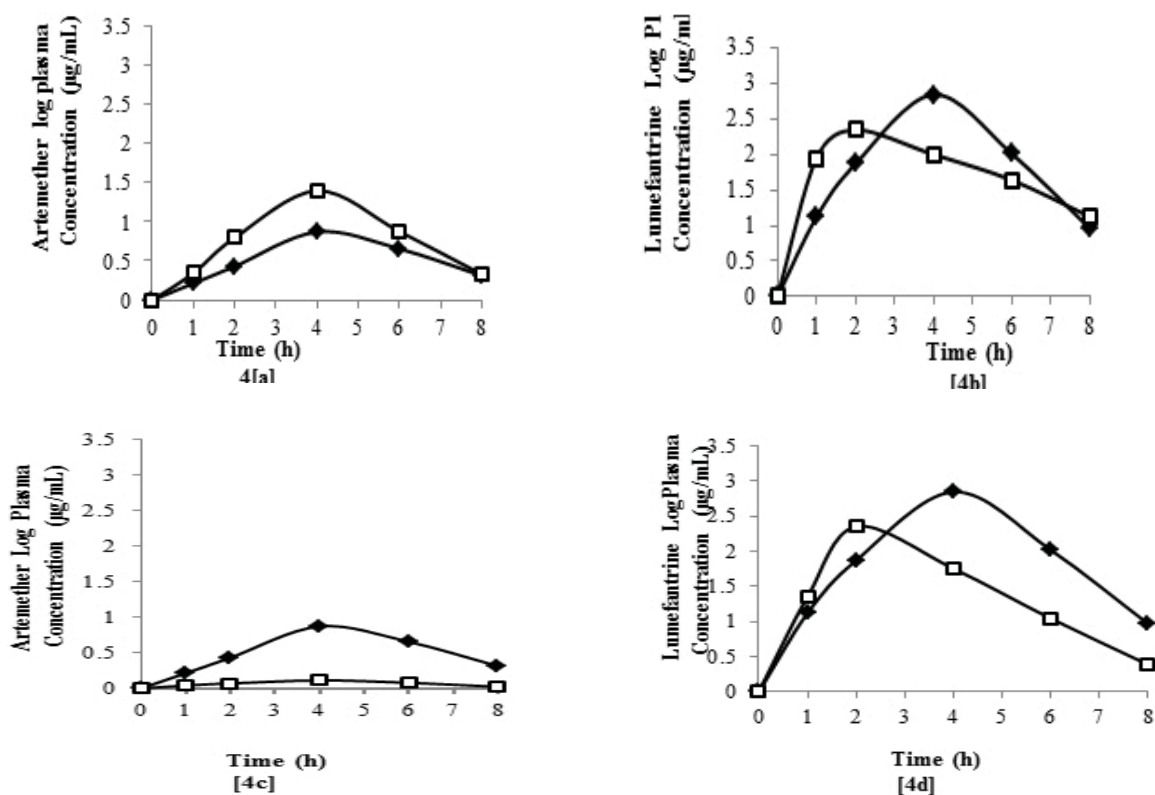 Artemether log plasma
Concentration (µg/mL)
3.5
3
2.5
2
1.5
1
0.5
0
0 1 2 3 4 5 6 7 8
Time (h)
4[a]
Lumefantrine Log Pl
Concentration (µg/ml
3.5
3
2.5
2
1.5
1
0.5
0
0 1 2 3 4 5 6 7 8
Time (h)
[4b]
Artemether Log Plasma
Concentration (µg/mL)
3.5
3
2.5
2
1.5
1
0.5
0
0 1 2 3 4 5 6 7 8
Time (h)
[4c]
Lumefantrine LogPlasma
Concentration (µg/mL)
3.5
3
2.5
2
1.5
1
0.5
0
0 1 2 3 4 5 6 7 8
Time (h)
[4d]